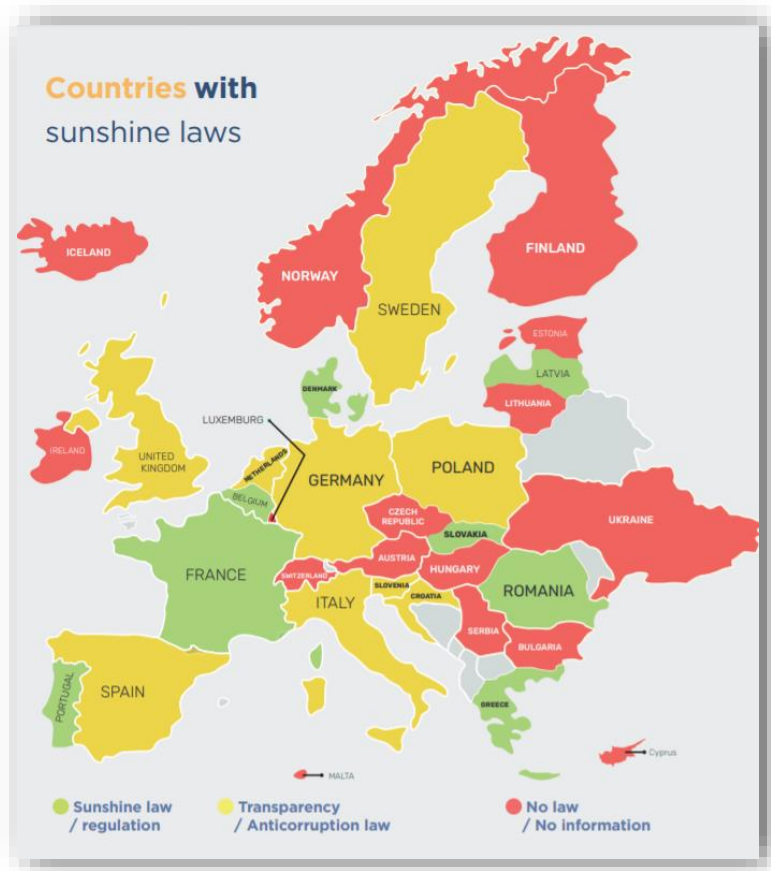 Countries with
sunshine laws
ICELAND
NORWAY
FINLAND
SWEDEN
ESTONIA
LATVIA
DENMARK
LITHUANIA
LUXEMBURG
IRELAND
UNITED
KINGDOM
NETHERLANDS
GERMANY
POLAND
BELGIUM
CZECH
REPUBLIC
UKRAINE
SLOVAKIA
FRANCE
SWITZERLAND
AUSTRIA
HUNGARY
SLOVENIA
CROATIA
ROMANIA
ITALY
SERBIA
BULGARIA
PORTUGAL
SPAIN
GREECE
Cyprus
MALTA
Sunshine law
/ regulation
Transparency
/ Anticorruption law
No law
/ No information